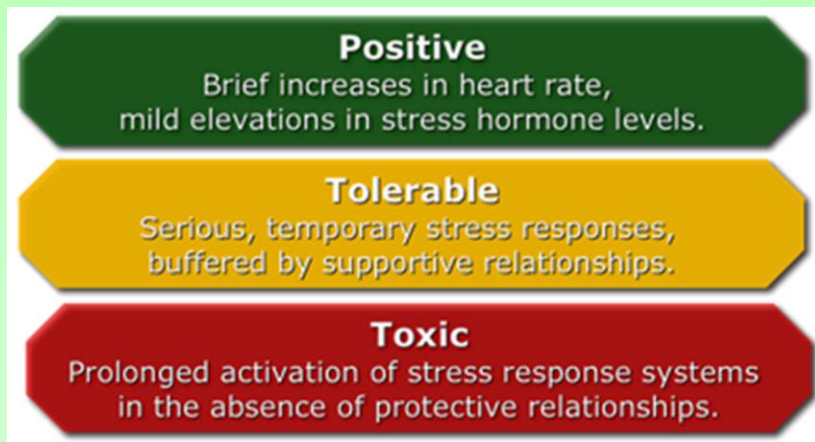 Positive
Brief increases in heart rate,
mild elevations in stress hormone levels.
Tolerable
Serious, temporary stress responses,
buffered by supportive relationships.
Toxic
Prolonged activation of stress response systems
in the absence of protective relationships.